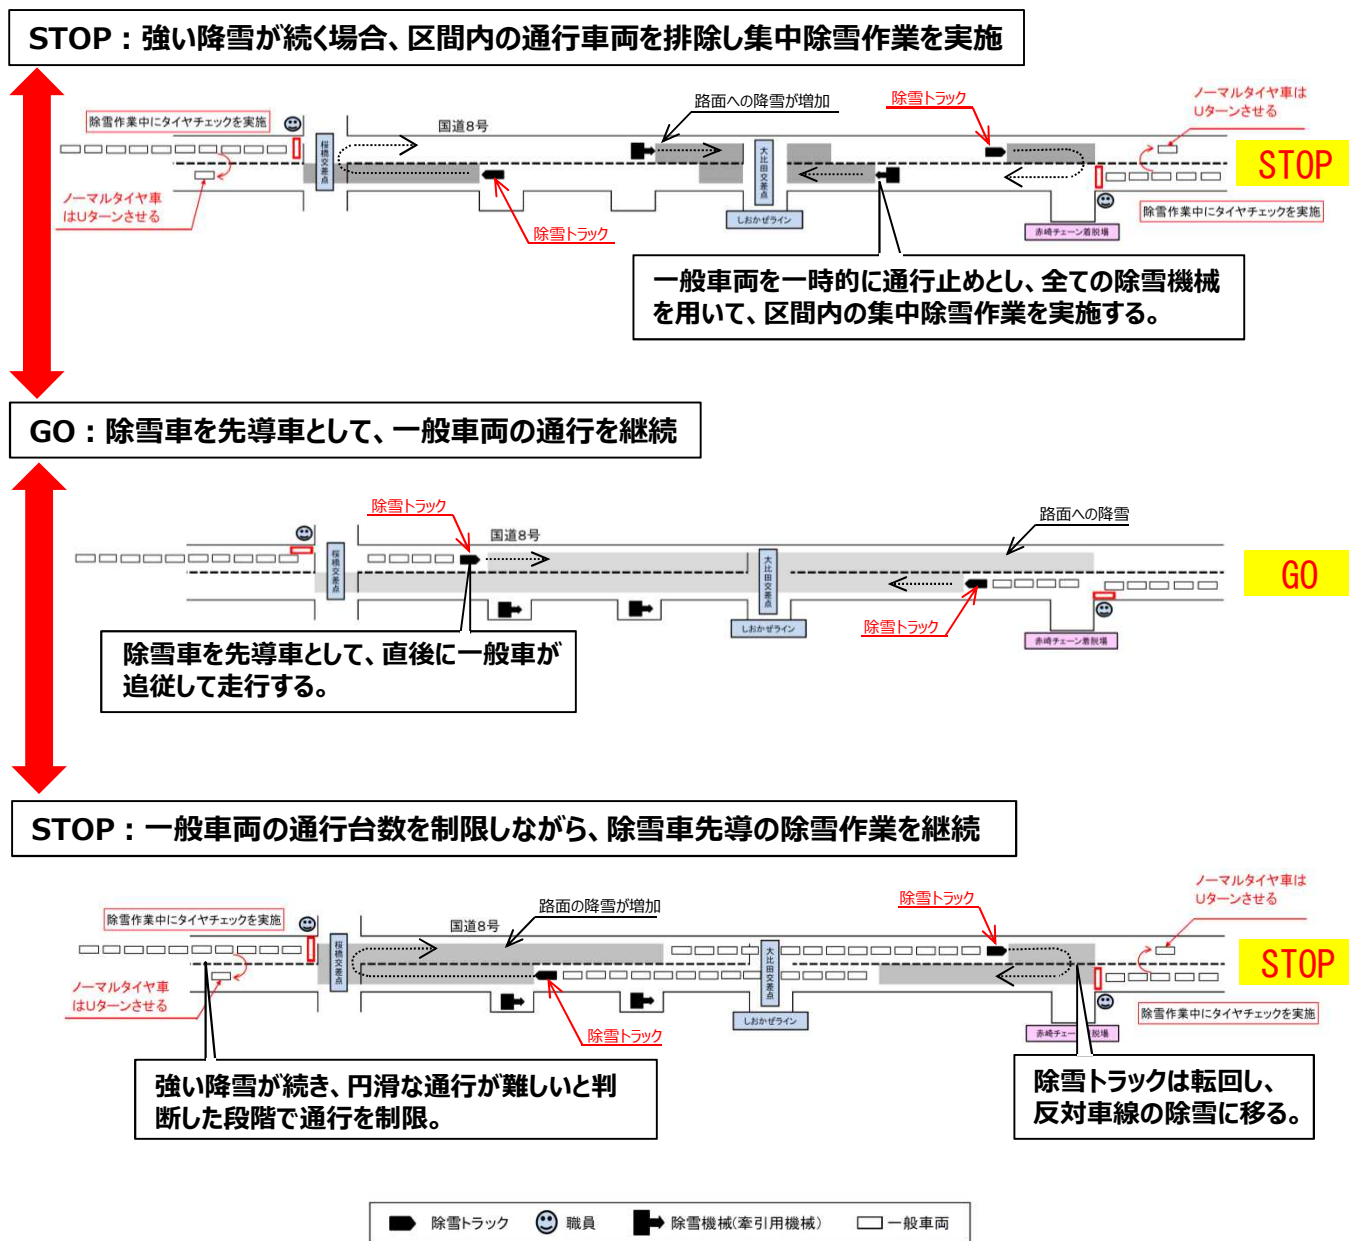 STOP：強い降雪が続く場合、区間内の通行車両を排除し集中除雪作業を実施
除雪作業中にタイヤチェックを実施
国道8号
路面への降雪が増加
除雪トラック
ノーマルタイヤ車は
Uターンさせる
桜橋交差点
大比田交差点
STOP
ノーマルタイヤ車
はUターンさせる
除雪トラック
しおかぜライン
赤崎チェーン着脱場
除雪作業中にタイヤチェックを実施
一般車両を一時的に通行止めとし、全ての除雪機械
を用いて、区間内の集中除雪作業を実施する。
GO：除雪車を先導車として、一般車両の通行を継続
除雪トラック
国道8号
路面への降雪
桜橋交差点
大比田交差点
GO
しおかぜライン
除雪トラック
赤崎チェーン着脱場
除雪車を先導車として、直後に一般車が
追従して走行する。
STOP：一般車両の通行台数を制限しながら、除雪車先導の除雪作業を継続
除雪作業中にタイヤチェックを実施
国道8号
路面の降雪が増加
除雪トラック
ノーマルタイヤ車は
Uターンさせる
桜橋交差点
大比田交差点
STOP
ノーマルタイヤ車
はUターンさせる
除雪トラック
しおかぜライン
赤崎チェーン着脱場
除雪作業中にタイヤチェックを実施
強い降雪が続き、円滑な通行が難しいと判
断した段階で通行を制限。
除雪トラックは転回し、
反対車線の除雪に移る。
除雪トラック
職員
除雪機械(牽引用機械)
一般車両